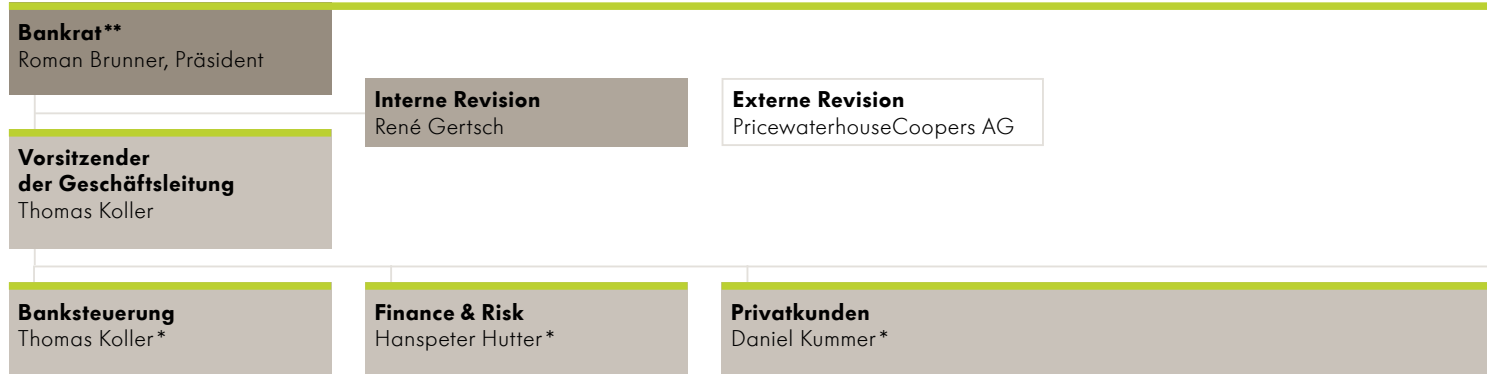 Bankrat**
Roman Brunner, Präsident
Interne Revision
René Gertsch
Externe Revision
PricewaterhouseCoopers AG
Vorsitzender
der Geschäftsleitung
Thomas Koller
Banksteuerung
Thomas Koller*
Finance & Risk
Hanspeter Hutter*
Privatkunden
Daniel Kummer*